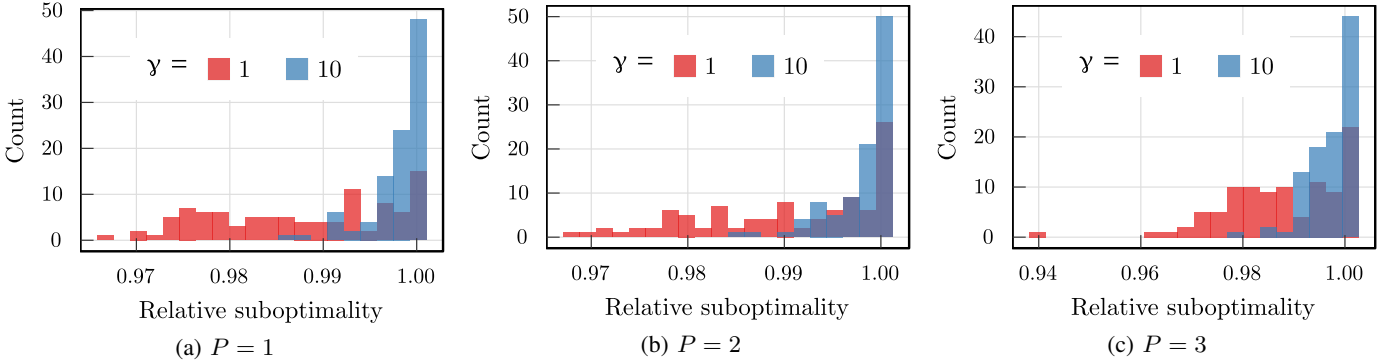 50
40
30
20
10
0
Count
γ = 1 10
0.97 0.98 0.99 1.00
Relative suboptimality
(a) P = 1
50
40
30
20
10
0
Count
γ = 1 10
0.97 0.98 0.99 1.00
Relative suboptimality
(b) P = 2
40
30
20
10
0
Count
γ = 1 10
0.94 0.96 0.98 1.00
Relative suboptimality
(c) P = 3